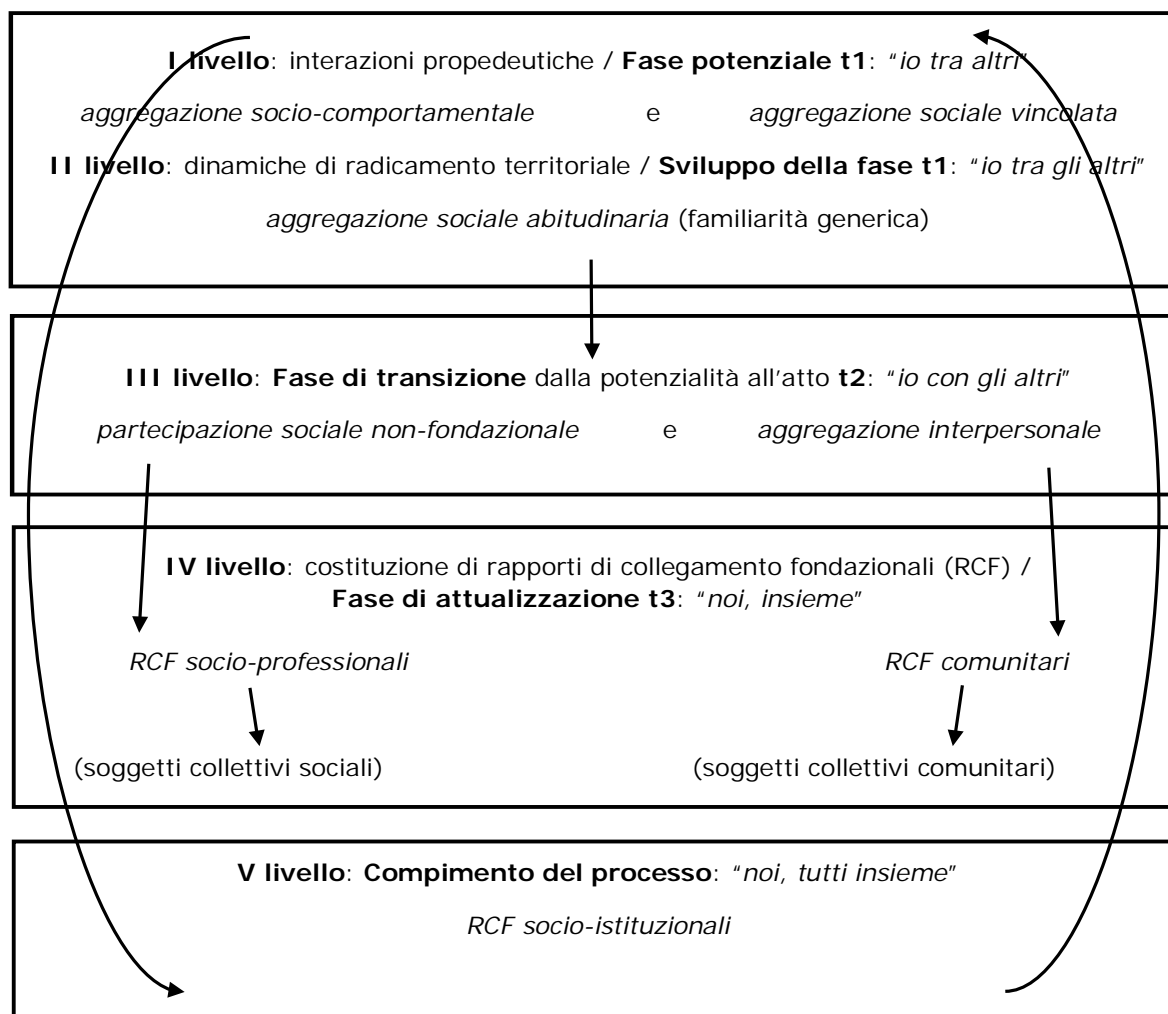 I livello: interazioni propedeutiche / Fase potenziale t1: "io tra altri"
aggregazione socio-comportamentale e aggregazione sociale vincolata
II livello: dinamiche di radicamento territoriale / Sviluppo della fase t1: "io tra gli altri"
aggregazione sociale abitudinaria (familiarità generica)
III livello: Fase di transizione dalla potenzialità all'atto t2: "io con gli altri"
partecipazione sociale non-fondazionale e aggregazione interpersonale
IV livello: costituzione di rapporti di collegamento fondazionali (RCF) /
Fase di attualizzazione t3: "noi, insieme"
RCF socio-professionali RCF comunitari
(soggetti collettivi sociali) (soggetti collettivi comunitari)
V livello: Compimento del processo: "noi, tutti insieme"
RCF socio-istituzionali